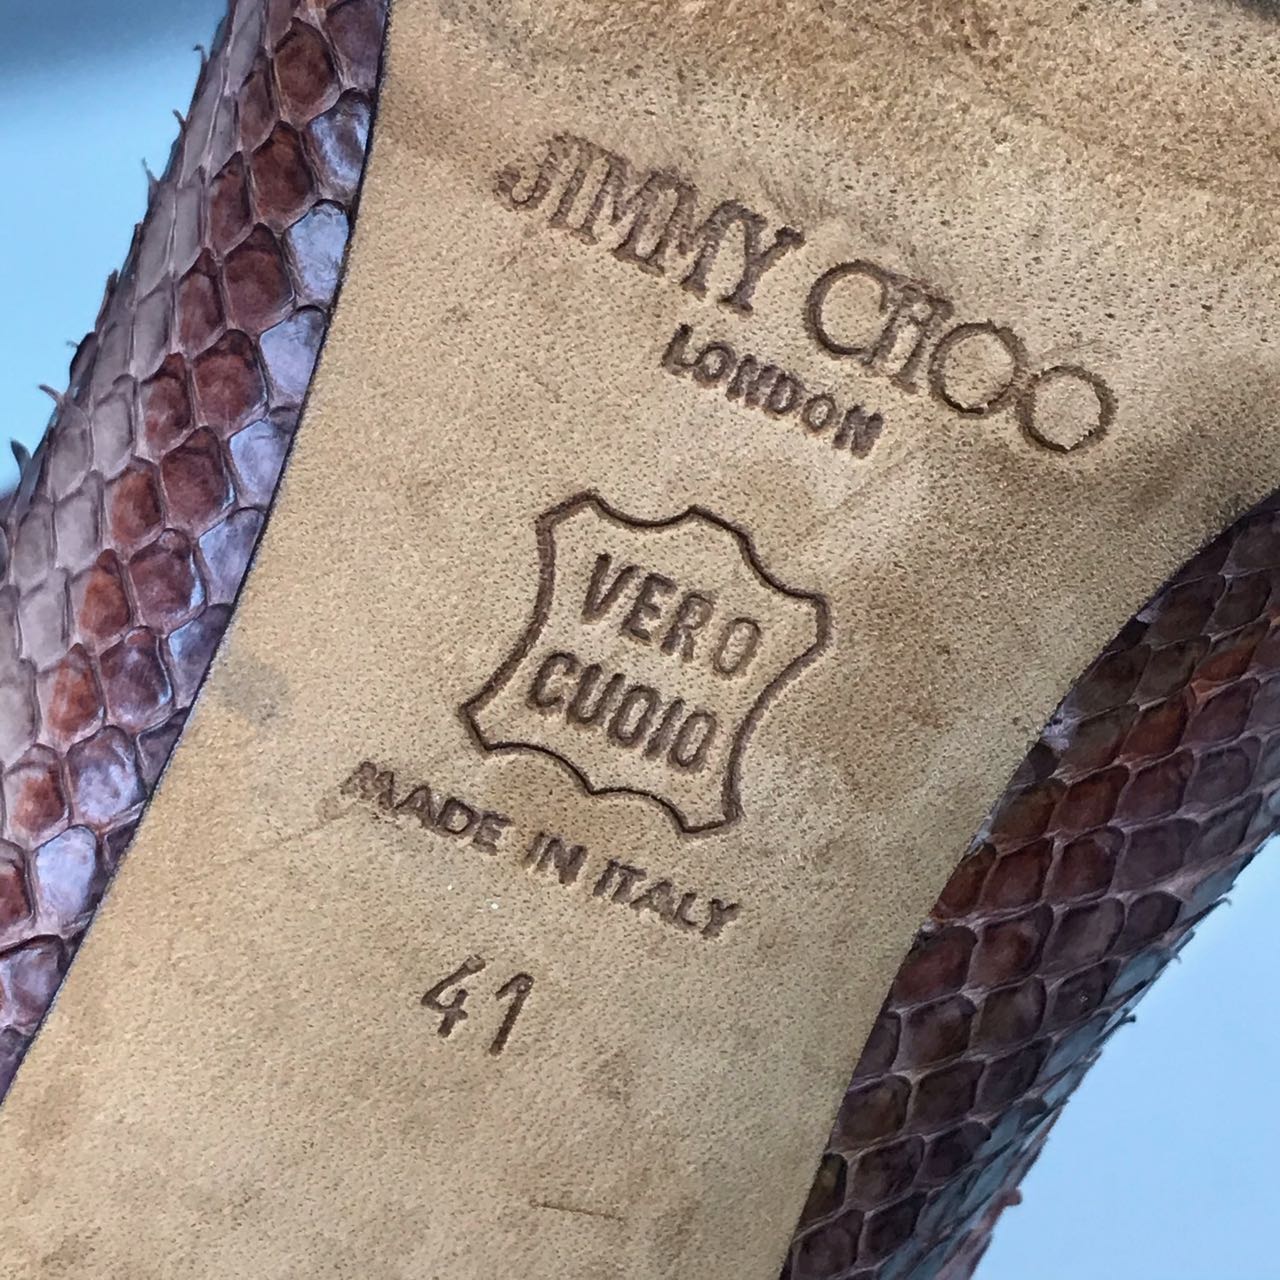 JIMMY CHOO
LONDON
VERO
CUOIO
MADE IN ITALY
41